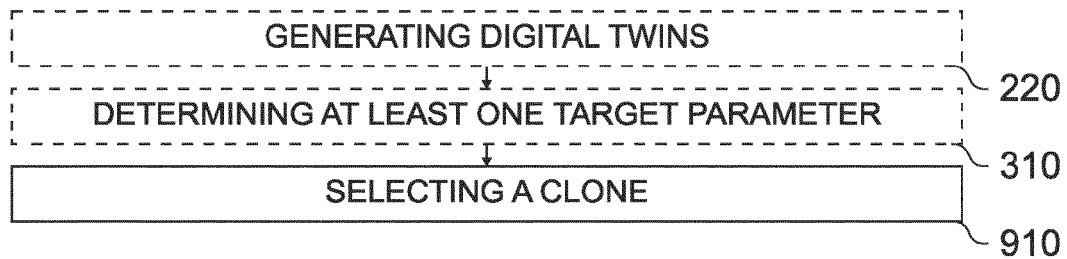 GENERATING DIGITAL TWINS
220
DETERMINING AT LEAST ONE TARGET PARAMETER
310
SELECTING A CLONE
910